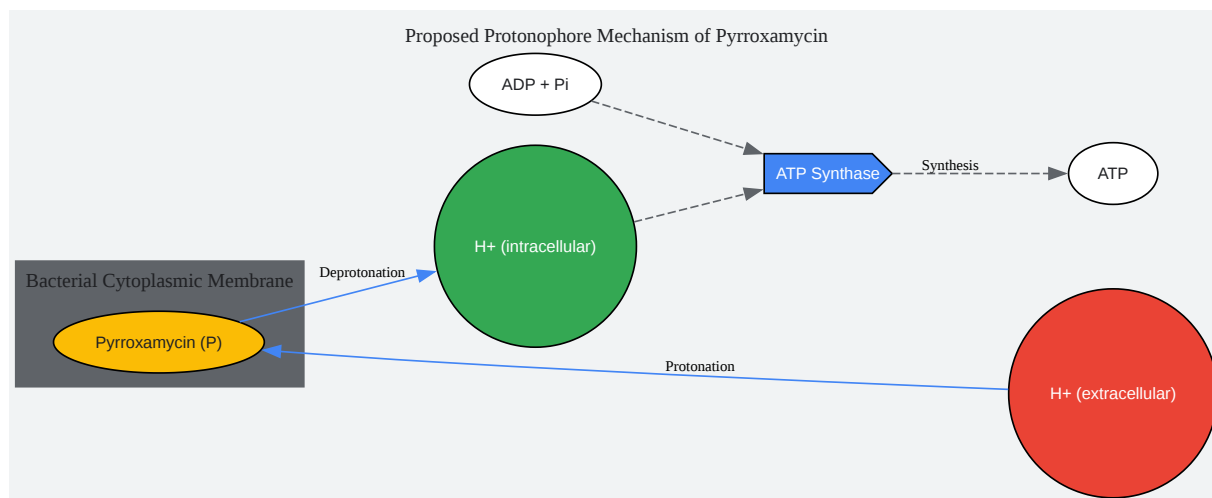 Proposed Protonophore Mechanism of Pyrroxamycin
ADP + Pi
ATP Synthase
Synthesis
ATP
H+ (intracellular)
Deprotonation
Bacterial Cytoplasmic Membrane
Pyrroxamycin (P)
Protonation
H+ (extracellular)